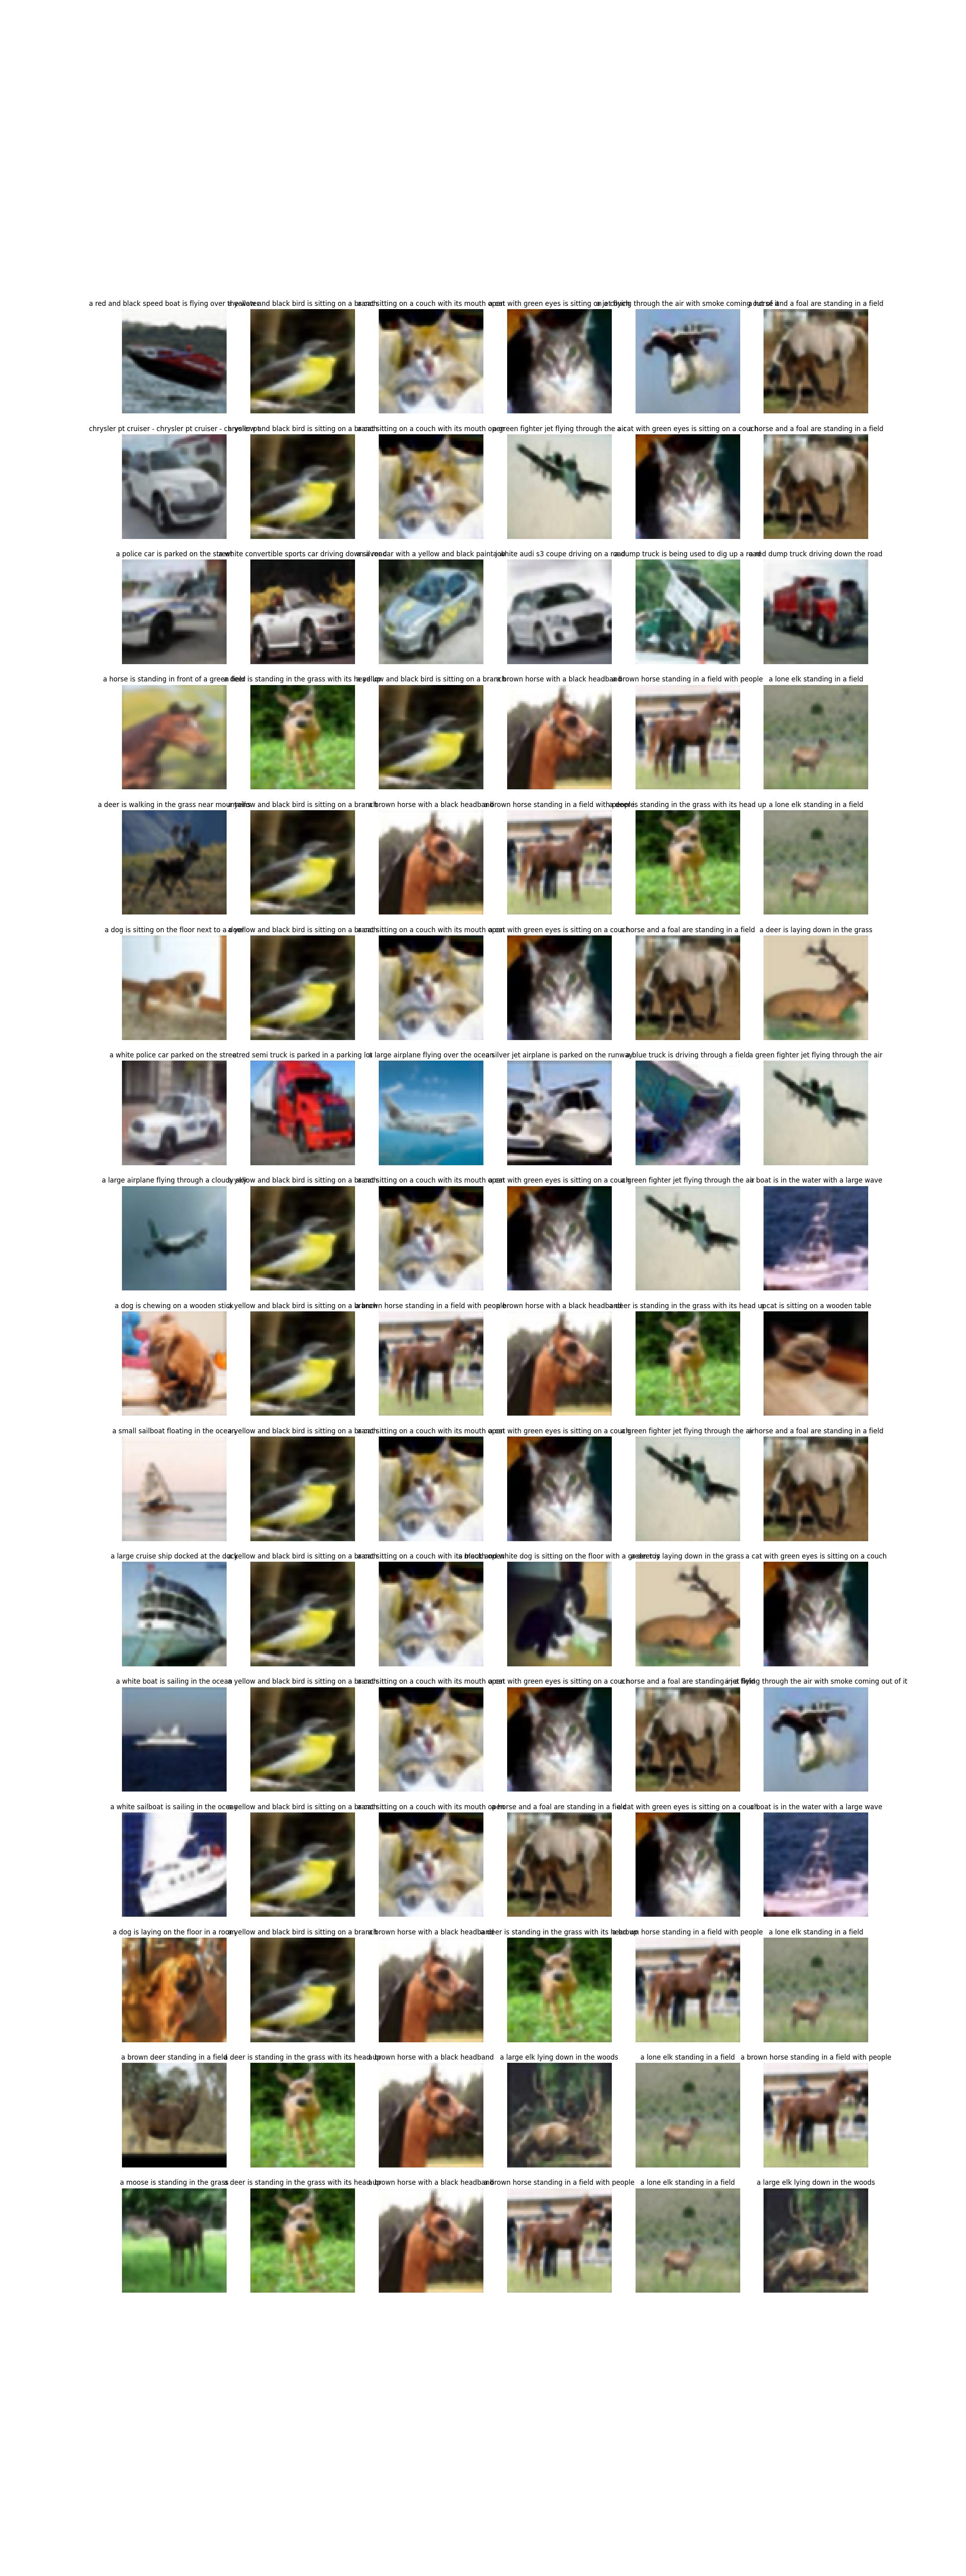 a red and black speed boat is flying over the water a yellow and black bird is sitting on a branch a cat sitting on a couch with its mouth open a cat with green eyes is sitting on a couch a jet flying through the air with smoke coming out of it a horse and a foal are standing in a field
chrysler pt cruiser - chrysler pt cruiser - chrysler pt a yellow and black bird is sitting on a branch a cat sitting on a couch with its mouth open a green fighter jet flying through the air a cat with green eyes is sitting on a couch a horse and a foal are standing in a field
a police car is parked on the street a white convertible sports car driving down a road a silver car with a yellow and black paint job a white audi s3 coupe driving on a road a dump truck is being used to dig up a road a red dump truck driving down the road
a horse is standing in front of a green field a deer is standing in the grass with its head up a yellow and black bird is sitting on a branch a brown horse with a black headband a brown horse standing in a field with people a lone elk standing in a field
a deer is walking in the grass near mountains a yellow and black bird is sitting on a branch a brown horse with a black headband a brown horse standing in a field with people a deer is standing in the grass with its head up a lone elk standing in a field
a dog is sitting on the floor next to a door a yellow and black bird is sitting on a branch a cat sitting on a couch with its mouth open a cat with green eyes is sitting on a couch a horse and a foal are standing in a field a deer is laying down in the grass
a white police car parked on the street a red semi truck is parked in a parking lot a large airplane flying over the ocean a silver jet airplane is parked on the runway a blue truck is driving through a field a green fighter jet flying through the air
a large airplane flying through a cloudy sky a yellow and black bird is sitting on a branch a cat sitting on a couch with its mouth open a cat with green eyes is sitting on a couch a green fighter jet flying through the air a boat is in the water with a large wave
a dog is chewing on a wooden stick a yellow and black bird is sitting on a branch a brown horse standing in a field with people a brown horse with a black headband a deer is standing in the grass with its head up a cat is sitting on a wooden table
a small sailboat floating in the ocean a yellow and black bird is sitting on a branch a cat sitting on a couch with its mouth open a cat with green eyes is sitting on a couch a green fighter jet flying through the air a horse and a foal are standing in a field
a large cruise ship docked at the dock a yellow and black bird is sitting on a branch a cat sitting on a couch with its mouth open a black and white dog is sitting on the floor with a green toy a deer is laying down in the grass a cat with green eyes is sitting on a couch
a white boat is sailing in the ocean a yellow and black bird is sitting on a branch a cat sitting on a couch with its mouth open a cat with green eyes is sitting on a couch a horse and a foal are standing in a field a jet flying through the air with smoke coming out of it
a white sailboat is sailing in the ocean a yellow and black bird is sitting on a branch a cat sitting on a couch with its mouth open a horse and a foal are standing in a field a cat with green eyes is sitting on a couch a boat is in the water with a large wave
a dog is laying on the floor in a room a yellow and black bird is sitting on a branch a brown horse with a black headband a deer is standing in the grass with its head up a brown horse standing in a field with people a lone elk standing in a field
a brown deer standing in a field a deer is standing in the grass with its head up a brown horse with a black headband a large elk lying down in the woods a lone elk standing in a field a brown horse standing in a field with people
a moose is standing in the grass a deer is standing in the grass with its head up a brown horse with a black headband a brown horse standing in a field with people a lone elk standing in a field a large elk lying down in the woods